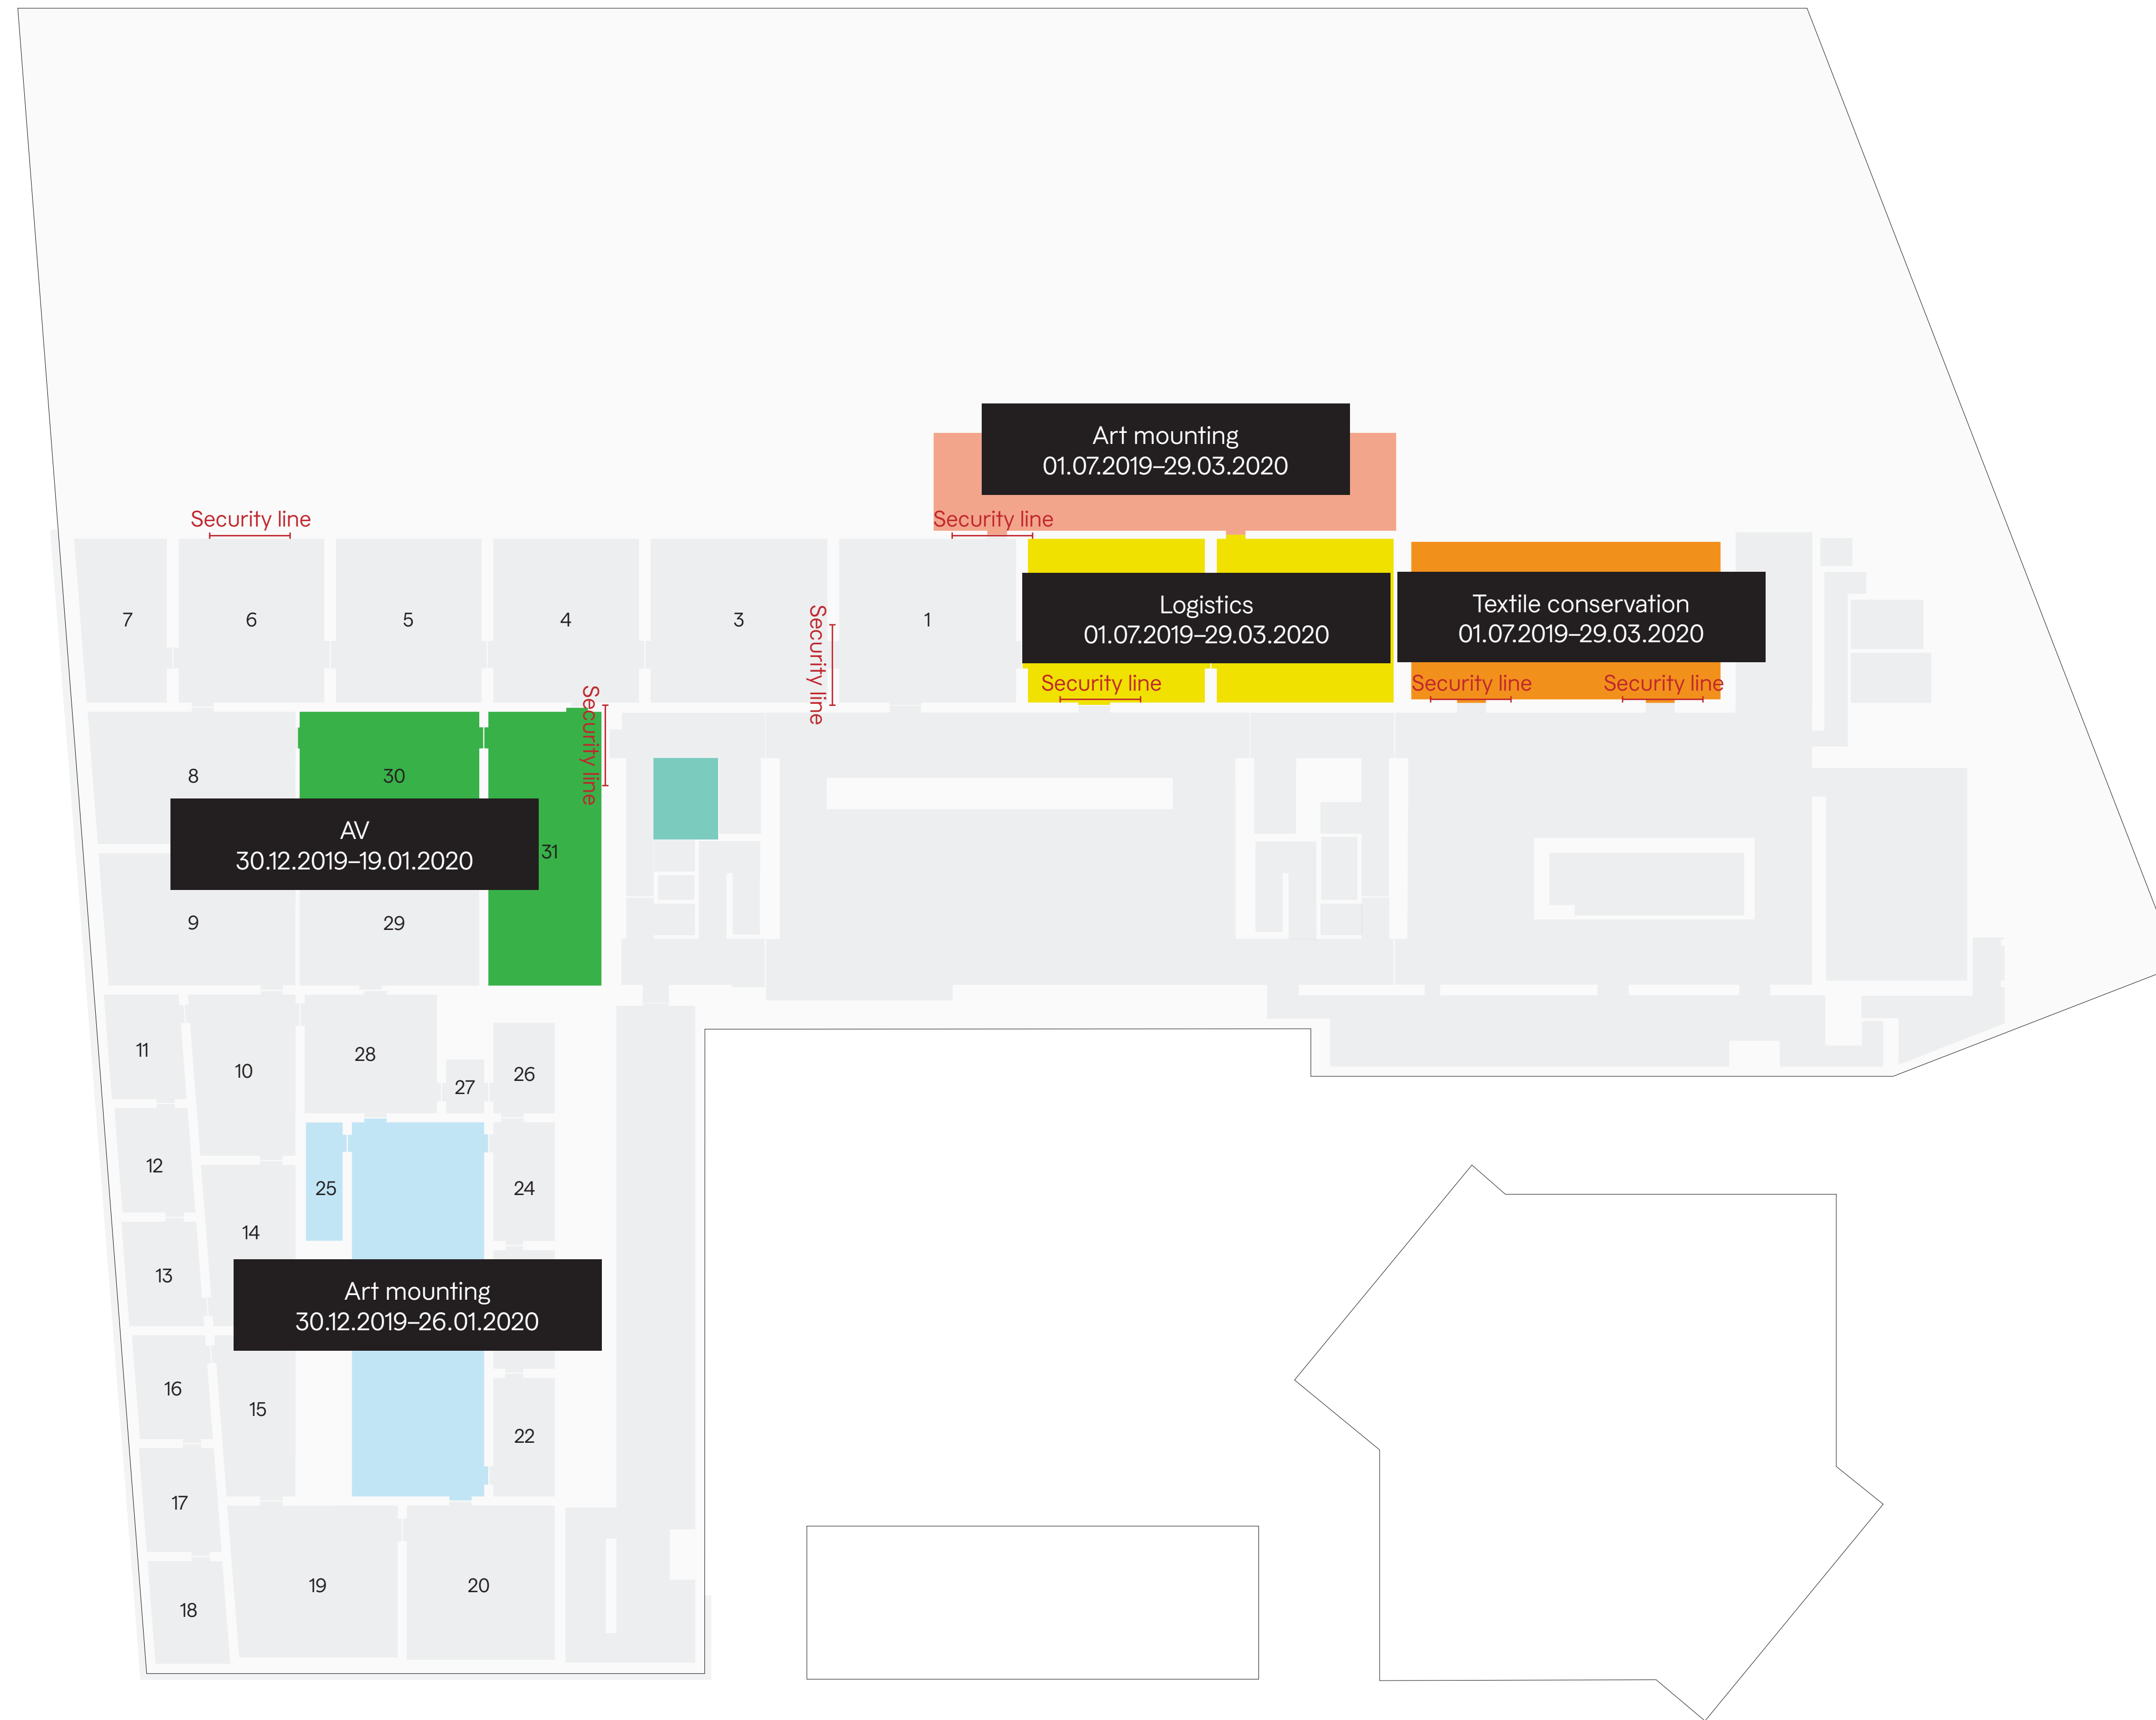 Art mounting
01.07.2019–29.03.2020
Security line
Security line
7
6
5
4
3
1
Security line
Logistics
01.07.2019–29.03.2020
Textile conservation
01.07.2019–29.03.2020
Security line
Security line
Security line
Security line
8
30
AV
30.12.2019–19.01.2020
31
9
29
11
10
28
27
26
12
25
24
14
13
Art mounting
30.12.2019–26.01.2020
16
15
22
17
19
20
18